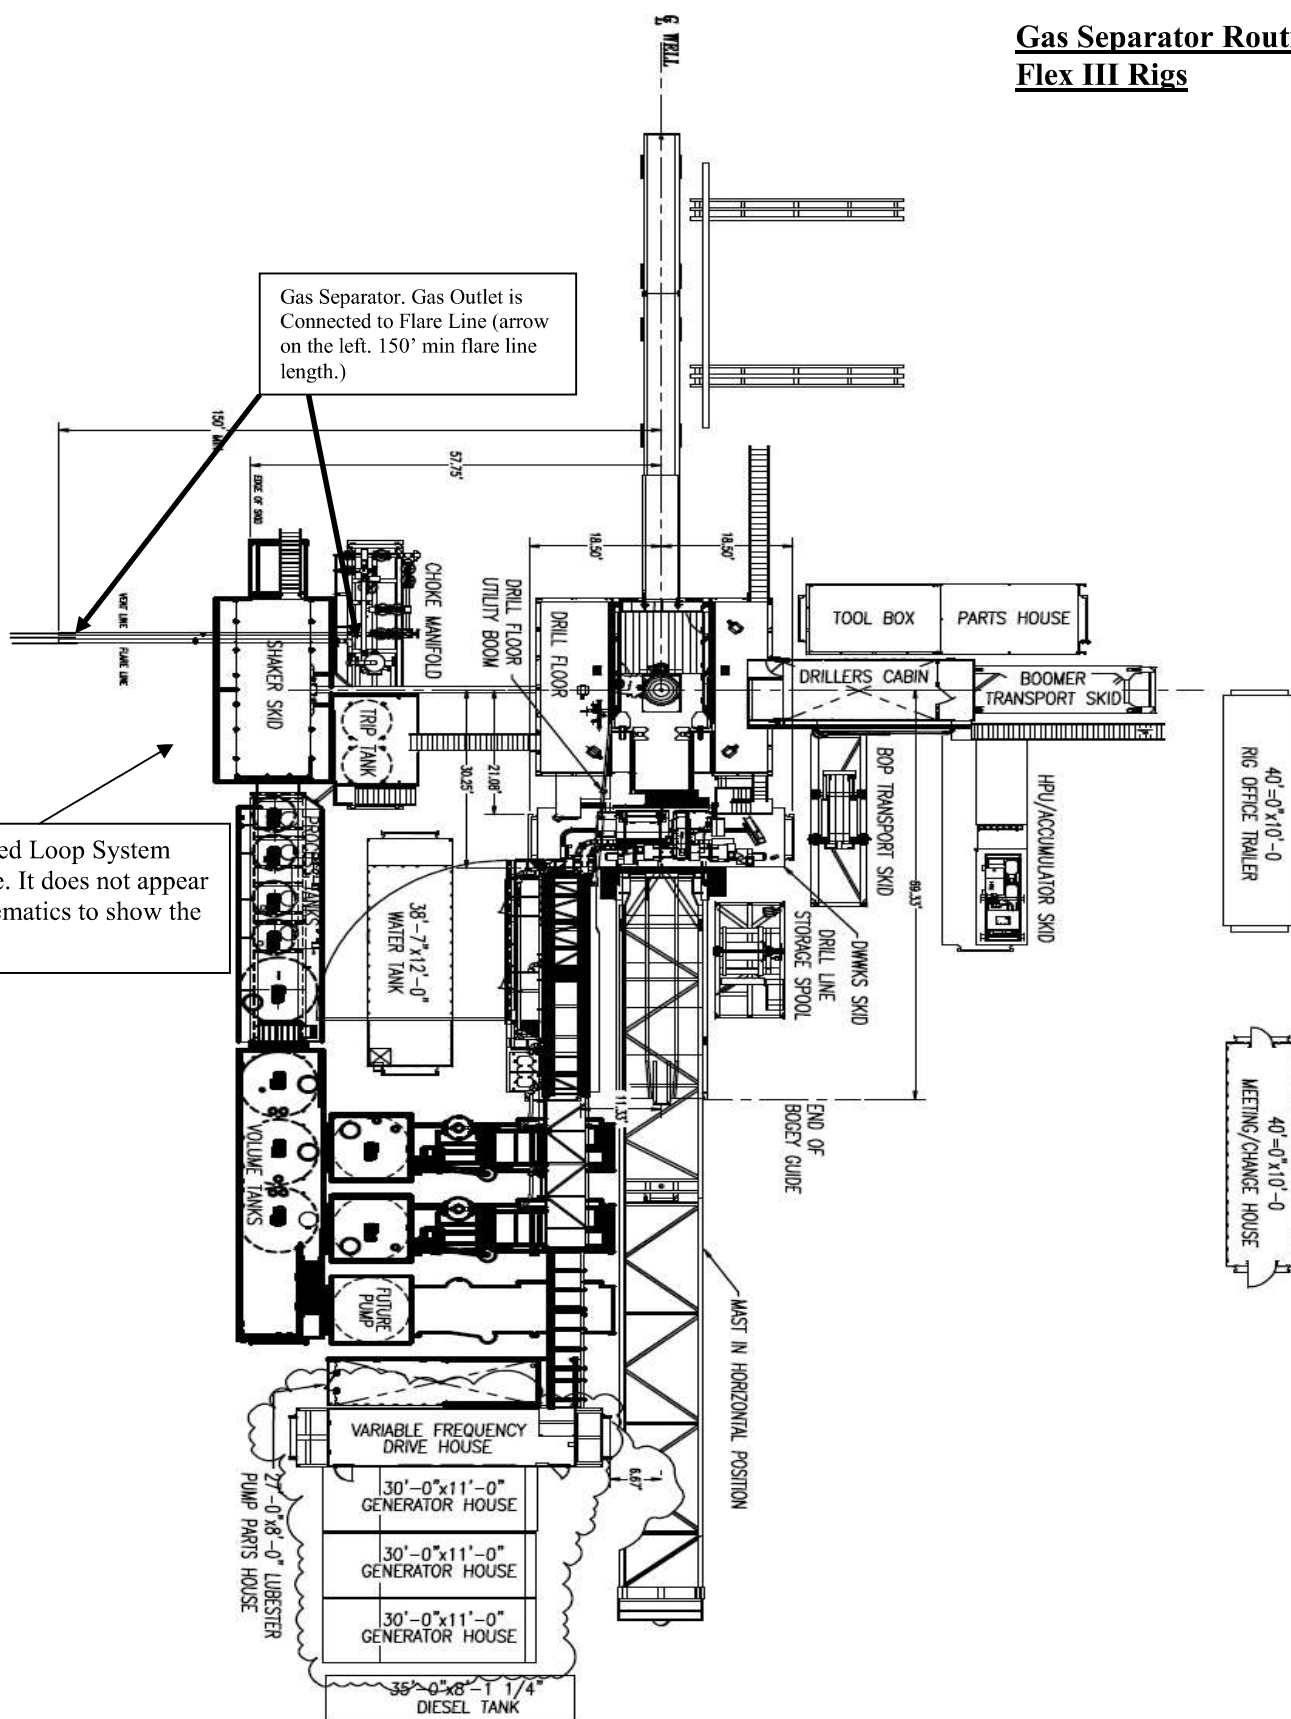 Gas Separator Routi
Flex III Rigs
℄ WELL
Gas Separator. Gas Outlet is
Connected to Flare Line (arrow
on the left. 150’ min flare line
length.)
150' MIN
57.75'
EDGE OF SKID
18.50'
18.50'
VENT LINE
FLARE LINE
CHOKE MANIFOLD
SHAKER SKID
TRIP TANK
DRILL FLOOR
UTILITY BOOM
DRILL FLOOR
30.25'
21.08'
TOOL BOX
PARTS HOUSE
DRILLERS CABIN
BOOMER
TRANSPORT SKID
BOP TRANSPORT SKID
HPU/ACCUMULATOR SKID
40'=0"x10'-0
RIG OFFICE TRAILER
ed Loop System
e. It does not appear
ematics to show the
PROCESS TANKS
38'-7"x12'-0"
WATER TANK
DRILL LINE
STORAGE SPOOL
DWWKS SKID
69.33'
11.33'
END OF
BOGEY GUIDE
40'=0"x10'-0
MEETING/CHANGE HOUSE
VOLUME TANKS
FUTURE
PUMP
MAST IN HORIZONTAL POSITION
VARIABLE FREQUENCY
DRIVE HOUSE
6.67'
27'-0"x8'-0" LUBESTER
PUMP PARTS HOUSE
30'-0"x11'-0"
GENERATOR HOUSE
30'-0"x11'-0"
GENERATOR HOUSE
30'-0"x11'-0"
GENERATOR HOUSE
35'-0"x8'-1 1/4"
DIESEL TANK